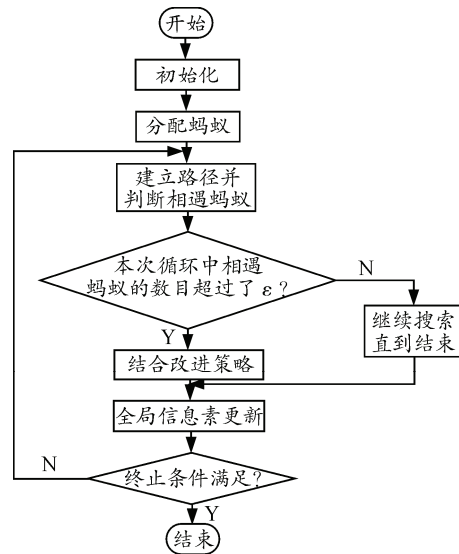 开始
初始化
分配蚂蚁
建立路径并
判断相遇蚂蚁
本次循环中相遇
蚂蚁的数目超过了 ε?
N
Y
继续搜索
直到结束
结合改进策略
全局信息素更新
N
终止条件满足?
Y
结束